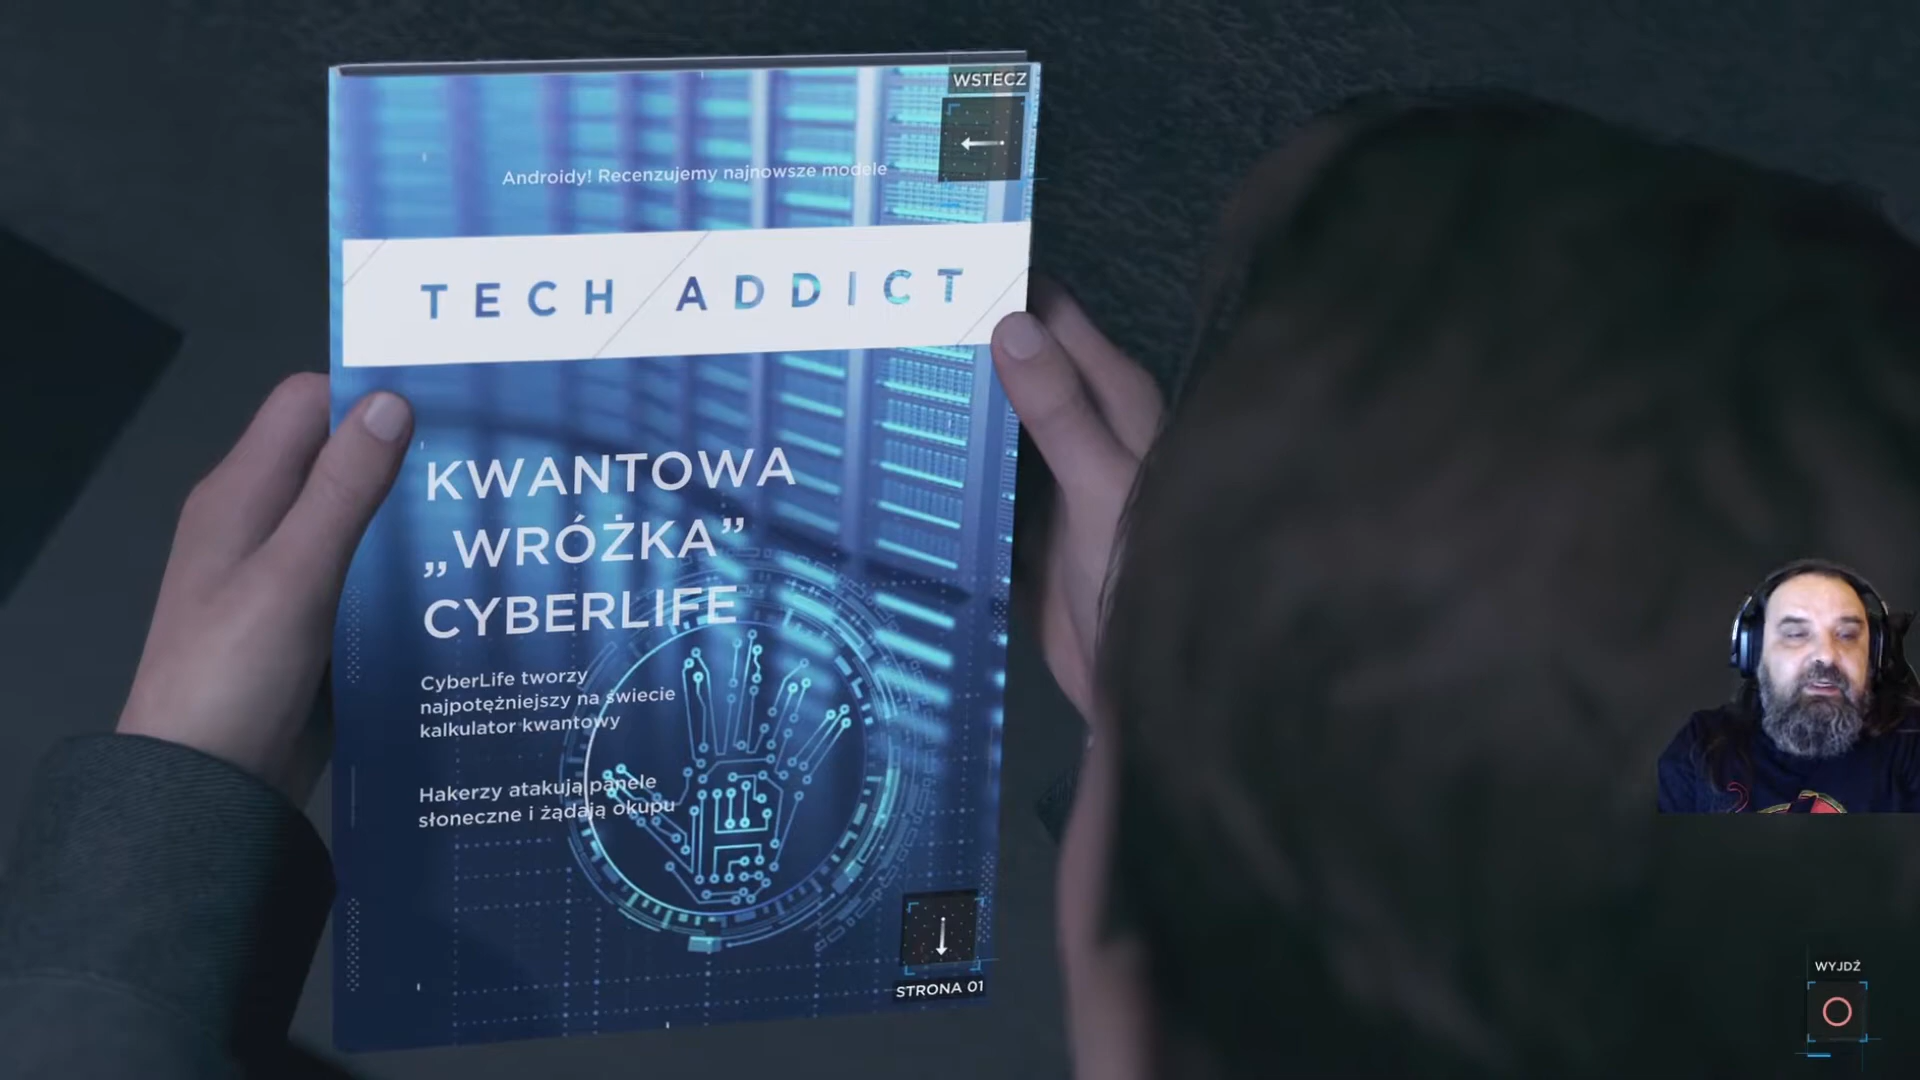 WSTECZ
Androidy! Recenzujemy najnowsze modele
TECH ADDICT
KWANTOWA
„WRÓŻKA”
CYBERLIFE
CyberLife tworzy
najpotężniejszy na świecie
kalkulator kwantowy
Hakerzy atakują panele
słoneczne i żądają okupu
STRONA 01
WYJDŹ